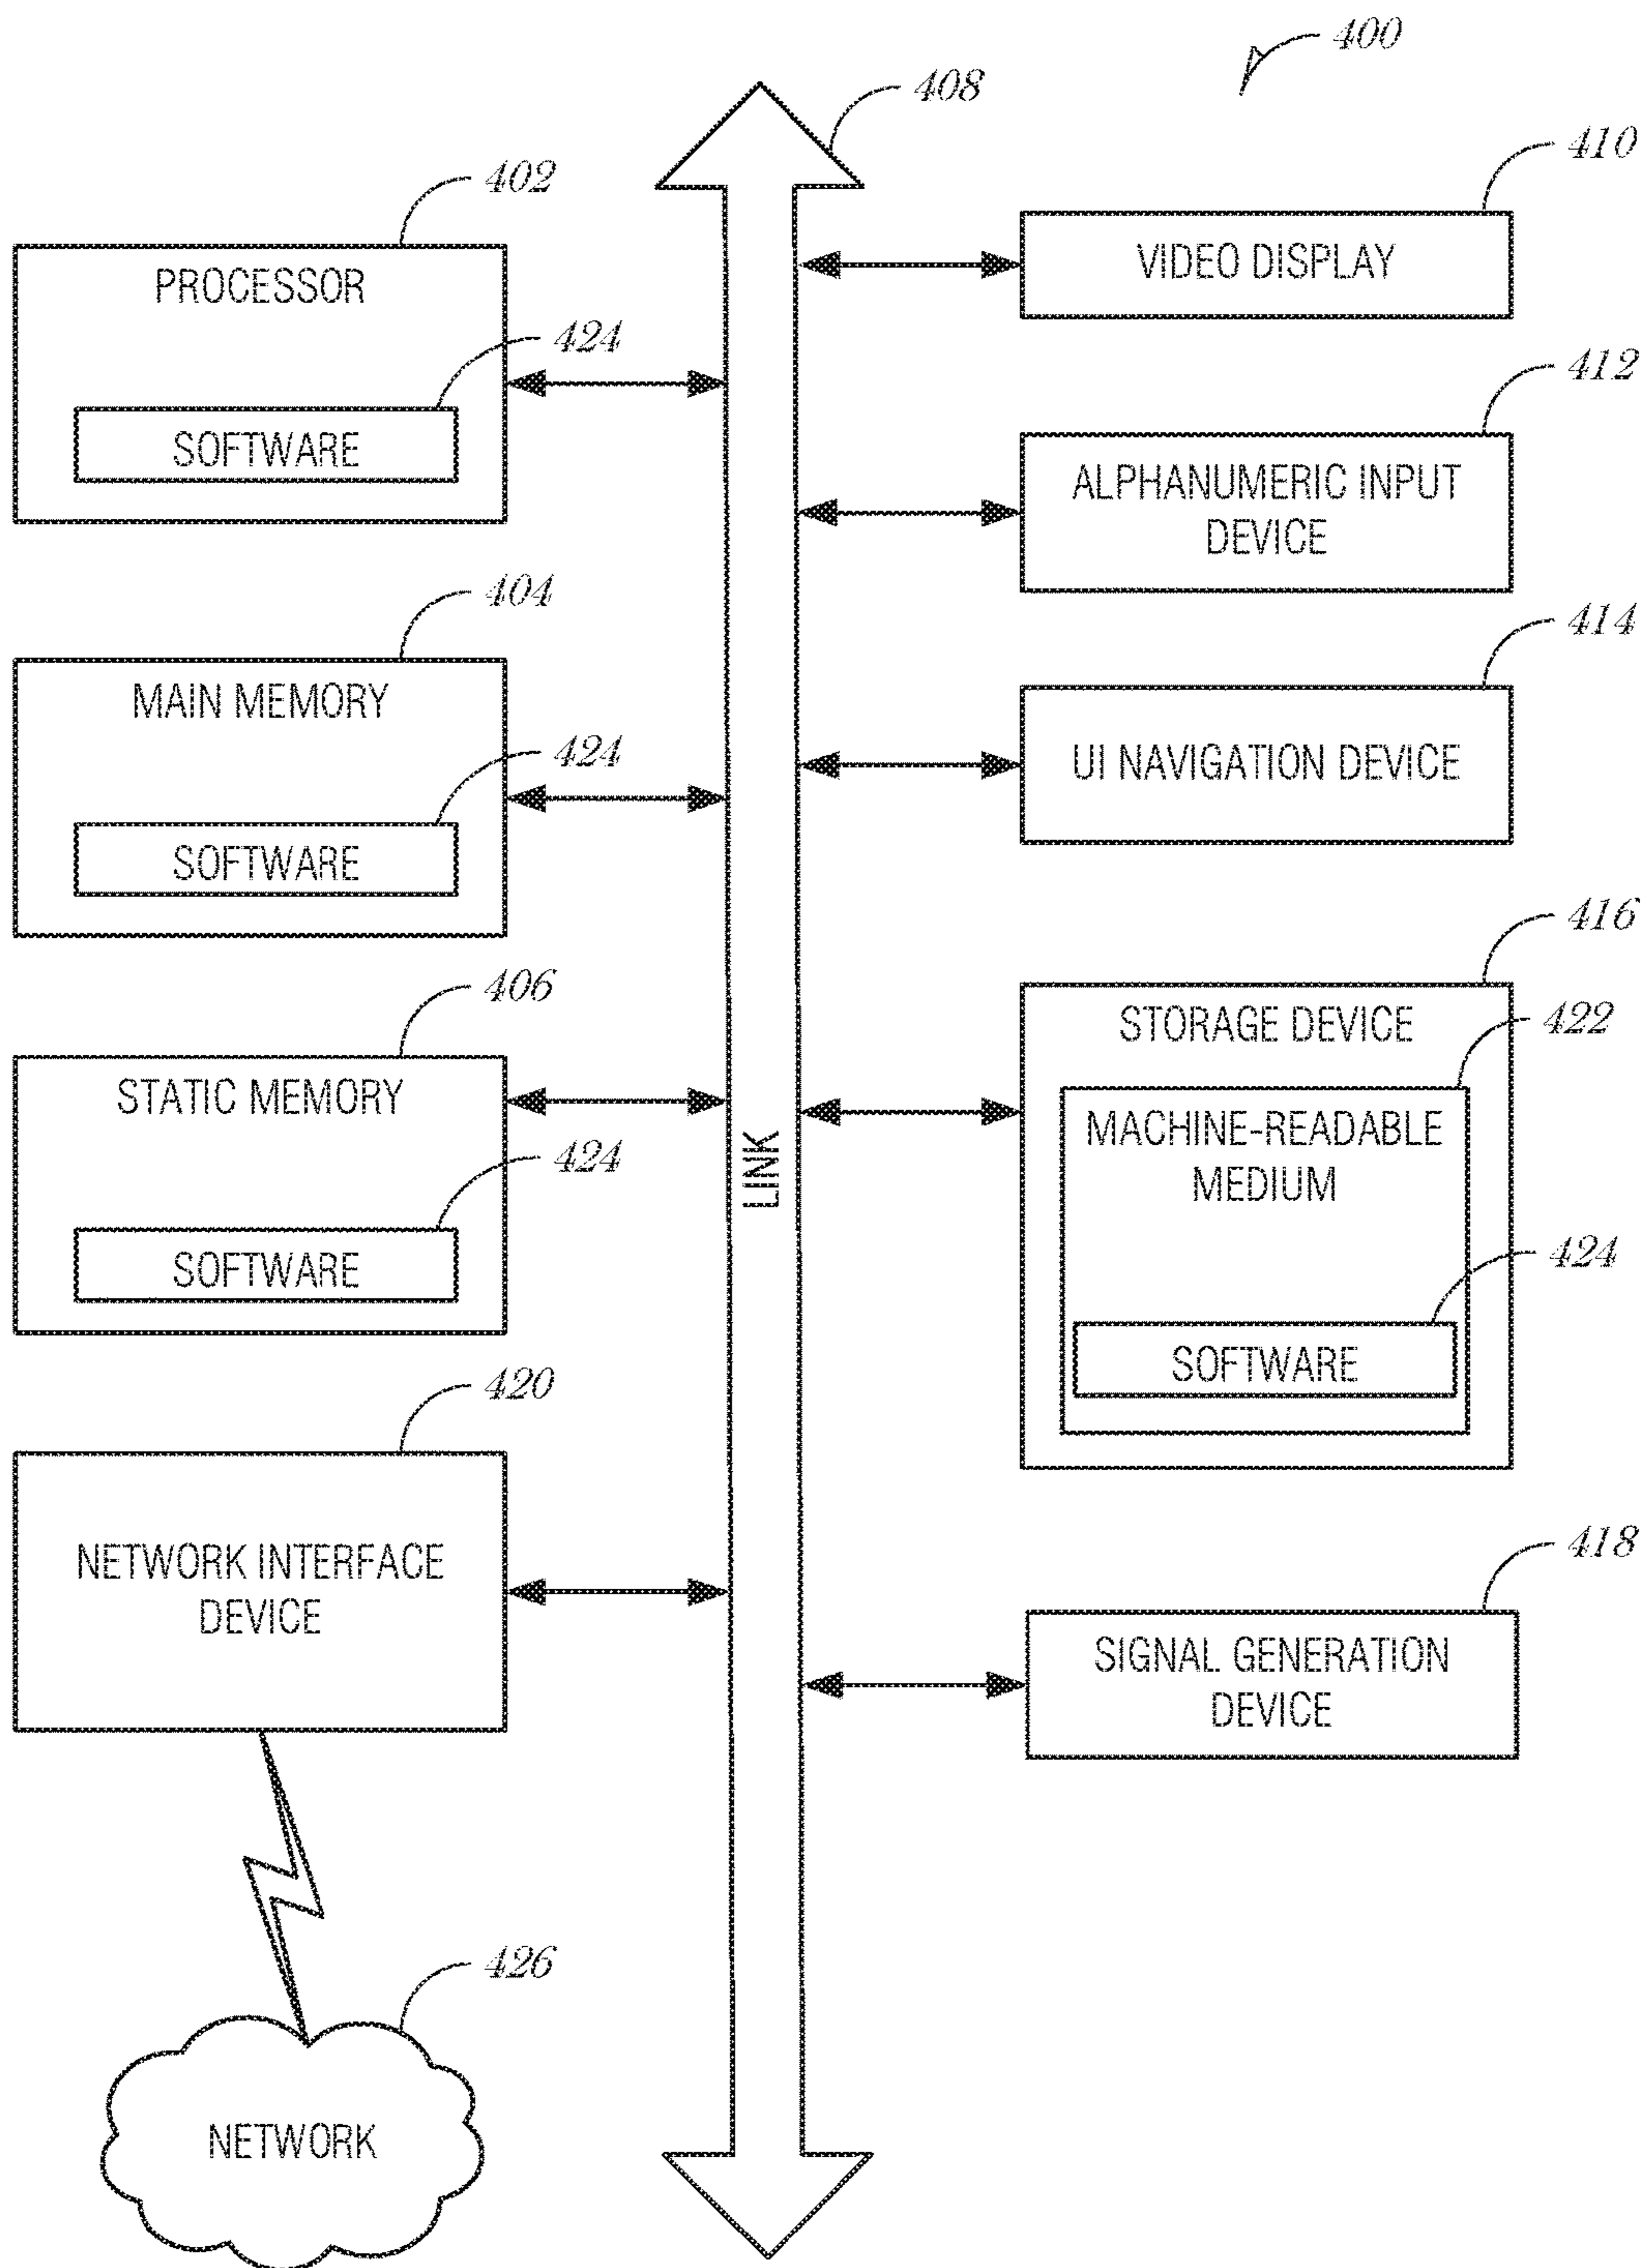 400
408
402
PROCESSOR
424
SOFTWARE
404
MAIN MEMORY
424
SOFTWARE
406
STATIC MEMORY
424
SOFTWARE
420
NETWORK INTERFACE
DEVICE
426
NETWORK
LINK
410
VIDEO DISPLAY
412
ALPHANUMERIC INPUT
DEVICE
414
UI NAVIGATION DEVICE
416
STORAGE DEVICE
422
MACHINE-READABLE
MEDIUM
424
SOFTWARE
418
SIGNAL GENERATION
DEVICE